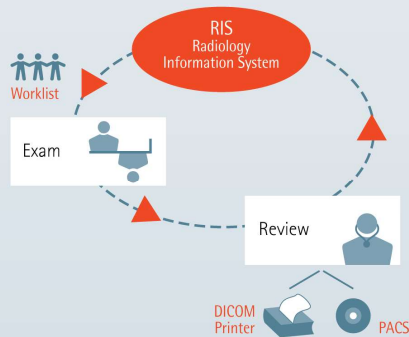 RIS
Radiology
Information System
Worklist
Exam
Review
DICOM
Printer
PACS